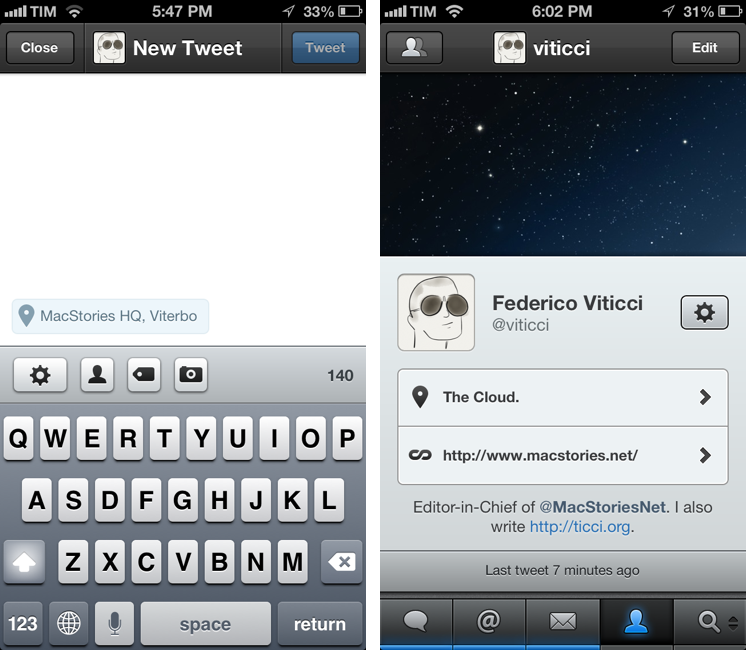 TIM 5:47 PM 33%
Close New Tweet Tweet
MacStories HQ, Viterbo
140
Q W E R T Y U I O P
A S D F G H J K L
Z X C V B N M
123 space return
TIM 6:02 PM 31%
viticci Edit
Federico Viticci
@viticci
The Cloud.
http://www.macstories.net/
Editor-in-Chief of @MacStoriesNet. I also
write http://ticci.org.
Last tweet 7 minutes ago
@